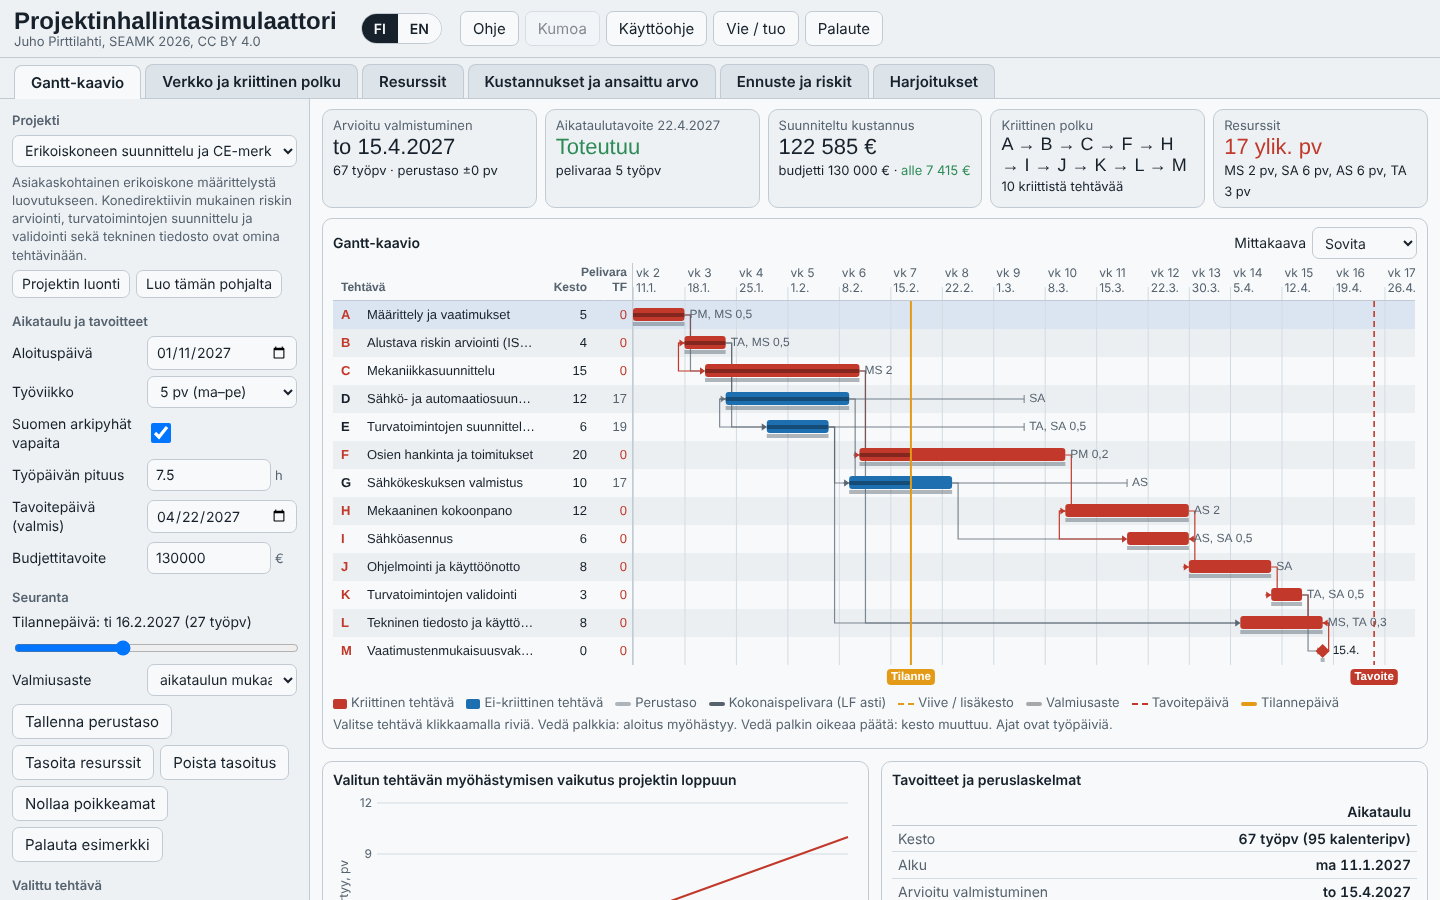 Projektinhallintasimulaattori
Juho Pirttilahti, SEAMK 2026, CC BY 4.0
FI EN
Ohje Kumoa Käyttöohje Vie / tuo Palaute
Gantt-kaavio Verkko ja kriittinen polku Resurssit Kustannukset ja ansaittu arvo Ennuste ja riskit Harjoitukset
Projekti
Erikoiskoneen suunnittelu ja CE-merk
Asiakaskohtainen erikoiskone määrittelystä
luovutukseen. Konedirektiivin mukainen riskin
arviointi, turvatoimintojen suunnittelu ja
validointi sekä tekninen tiedosto ovat omina
tehtävinään.
Projektin luonti Luo tämän pohjalta
Aikataulu ja tavoitteet
Aloituspäivä 01/11/2027
Työviikko 5 pv (ma–pe)
Suomen arkipyhät
vapaita
Työpäivän pituus 7.5 h
Tavoitepäivä
(valmis) 04/22/2027
Budjettitavoite 130000 €
Seuranta
Tilannepäivä: ti 16.2.2027 (27 työpv)
Valmiusaste aikataulun mukaa
Tallenna perustaso
Tasoita resurssit Poista tasoitus
Nollaa poikkeamat
Palauta esimerkki
Valittu tehtävä
Arvioitu valmistuminen
to 15.4.2027
67 työpv · perustaso ±0 pv
Aikataulutavoite 22.4.2027
Toteutuu
pelivaraa 5 työpv
Suunniteltu kustannus
122 585 €
budjetti 130 000 € · alle 7 415 €
Kriittinen polku
A → B → C → F → H
→ I → J → K → L → M
10 kriittistä tehtävää
Resurssit
17 ylik. pv
MS 2 pv, SA 6 pv, AS 6 pv, TA
3 pv
Gantt-kaavio Mittakaava Sovita
Pelivara vk 2 vk 3 vk 4 vk 5 vk 6 vk 7 vk 8 vk 9 vk 10 vk 11 vk 12 vk 13 vk 14 vk 15 vk 16 vk 17
Tehtävä Kesto TF 11.1. 18.1. 25.1. 1.2. 8.2. 15.2. 22.2. 1.3. 8.3. 15.3. 22.3. 30.3. 5.4. 12.4. 19.4. 26.4.
A Määrittely ja vaatimukset 5 0 PM, MS 0,5
B Alustava riskin arviointi (IS… 4 0 TA, MS 0,5
C Mekaniikkasuunnittelu 15 0 MS 2
D Sähkö- ja automaatiosuun… 12 17 SA
E Turvatoimintojen suunnittel… 6 19 TA, SA 0,5
F Osien hankinta ja toimitukset 20 0 PM 0,2
G Sähkökeskuksen valmistus 10 17 AS
H Mekaaninen kokoonpano 12 0 AS 2
I Sähköasennus 6 0 AS, SA 0,5
J Ohjelmointi ja käyttöönotto 8 0 SA
K Turvatoimintojen validointi 3 0 TA, SA 0,5
L Tekninen tiedosto ja käyttö… 8 0 MS, TA 0,3
M Vaatimustenmukaisuusvak… 0 0 15.4.
Tilanne Tavoite
Kriittinen tehtävä Ei-kriittinen tehtävä Perustaso Kokonaispelivara (LF asti) Viive / lisäkesto Valmiusaste Tavoitepäivä Tilannepäivä
Valitse tehtävä klikkaamalla riviä. Vedä palkkia: aloitus myöhästyy. Vedä palkin oikeaa päätä: kesto muuttuu. Ajat ovat työpäiviä.
Valitun tehtävän myöhästymisen vaikutus projektin loppuun
12
9
Tavoitteet ja peruslaskelmat
Aikataulu
Kesto 67 työpv (95 kalenteripv)
Alku ma 11.1.2027
Arvioitu valmistuminen to 15.4.2027